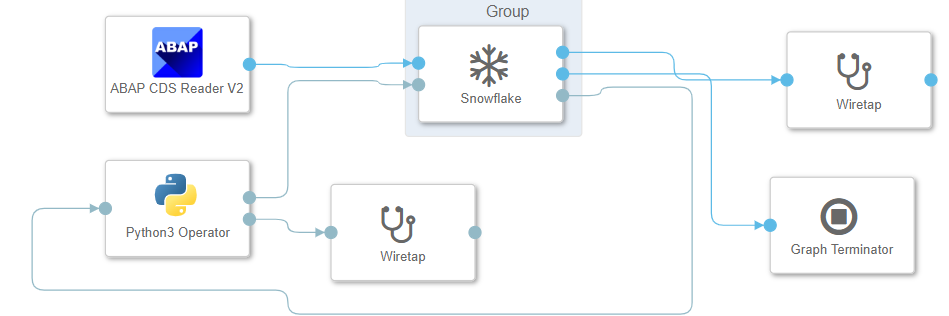 Group
ABAP
ABAP CDS Reader V2
Snowflake
Wiretap
Python3 Operator
Wiretap
Graph Terminator